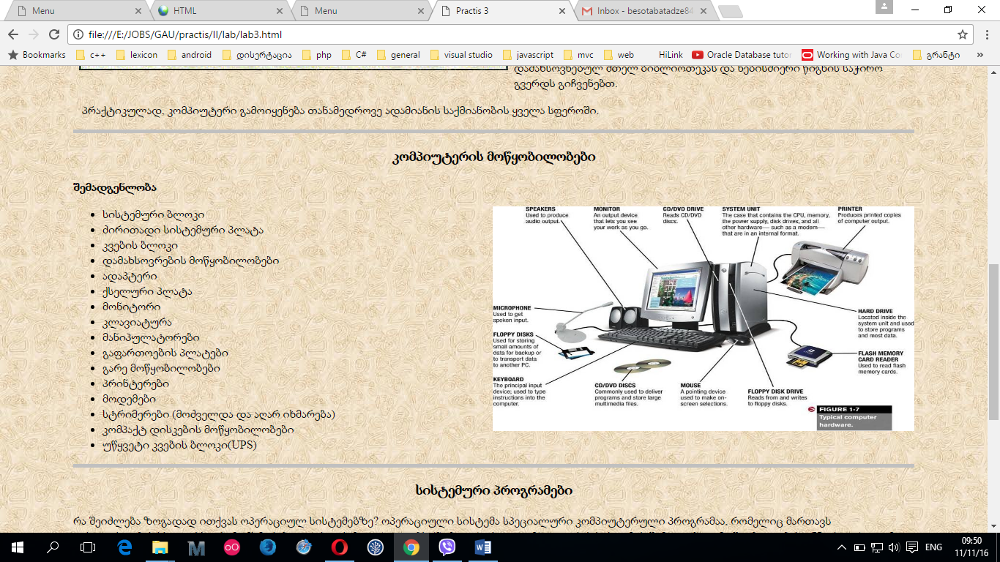 Menu
HTML
Menu
Practis 3
Inbox - besotabatadze84
file:///E:/JOBS/GAU/practis/II/lab/lab3.html
Bookmarks c++ lexicon android დისერტაცია php C# general visual studio javascript mvc web HiLink Oracle Database tutor Working with Java Co გრანტი »
დამახსოვნებულ მთელ ბიბლიოთეკას და ნებისმიერი წიგნის საჭირო
გვერდს გიჩვენებთ.
პრაქტიკულად, კომპიუტერი გამოიყენება თანამედროვე ადამიანის საქმიანობის ყველა სფეროში.
კომპიუტერის მოწყობილობები
შემადგენლობა
სისტემური ბლოკი
ძირითადი სისტემური პლატა
კვების ბლოკი
დამახსოვრების მოწყობილობები
ადაპტერი
ქსელური პლატა
მონიტორი
კლავიატურა
მანიპულატორები
გაფართოების პლატები
გარე მოწყობილობები
პრინტერები
მოდემები
სტრიმერები (მოძველდა და აღარ იხმარება)
კომპაქტ დისკების მოწყობილობები
უწყვეტი კვების ბლოკი(UPS)
SPEAKERS
Used to produce
audio output.
MONITOR
An output device
that lets you see
your work as you go.
CD/DVD DRIVE
Reads CD/DVD
discs.
SYSTEM UNIT
The case that contains the CPU, memory,
the power supply, disk drives, and all
other hardware— such as a modem—
that are in an internal format.
PRINTER
Produces printed copies
of computer output.
MICROPHONE
Used to get
spoken input.
FLOPPY DISKS
Used for storing
small amounts of
data for backup or
to transport data
to another PC.
KEYBOARD
The principal input
device; used to type
instructions into the
computer.
CD/DVD DISCS
Commonly used to deliver
programs and store large
multimedia files.
MOUSE
A pointing device
used to make on-
screen selections.
FLOPPY DISK DRIVE
Reads from and writes
to floppy disks.
HARD DRIVE
Located inside the
system unit and used
to store programs
and most data.
FLASH MEMORY
CARD READER
Used to read flash
memory cards.
FIGURE 1-7
Typical computer
hardware.
სისტემური პროგრამები
რა შეიძლება ზოგადად ითქვას ოპერაციულ სისტემებზე? ოპერაციული სისტემა სპეციალური კომპიუტერული პროგრამაა, რომელიც მართავს
ENG
09:50
11/11/16